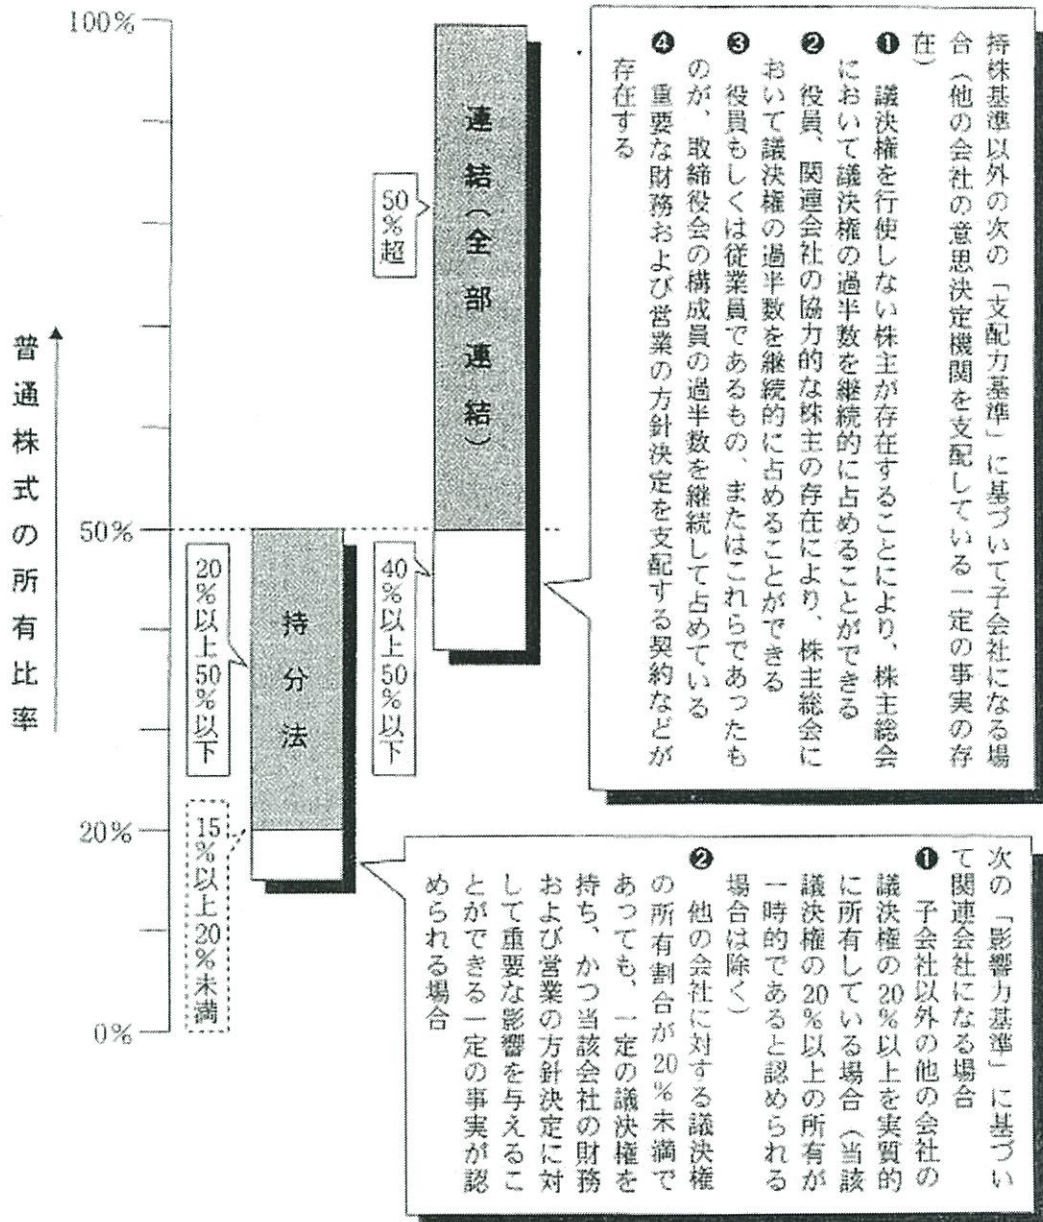 持株基準以外の次の「支配力基準」に基づいて子会社になる場
合（他の会社の意思決定機関を支配している一定の事実の存
在）
❶ 議決権を行使しない株主が存在することにより、株主総会
において議決権の過半数を継続的に占めることができる
❷ 役員、関連会社の協力的な株主の存在により、株主総会に
おいて議決権の過半数を継続的に占めることができる
❸ 役員もしくは従業員であるもの、またはこれらであったも
のが、取締役会の構成員の過半数を継続して占めている
❹ 重要な財務および営業の方針決定を支配する契約などが
存在する
次の「影響力基準」に基づい
て関連会社になる場合
❶ 子会社以外の他の会社の
議決権の20％以上を実質的
に所有している場合（当該
議決権の20％以上の所有が
一時的であると認められる
場合は除く）
❷ 他の会社に対する議決権
の所有割合が20％未満で
あっても、一定の議決権を
持ち、かつ当該会社の財務
および営業の方針決定に対
して重要な影響を与えるこ
とができる一定の事実が認
められる場合
連結（全部連結）
50％超
40％以上50％以下
持分法
20％以上50％以下
15％以上20％未満
100%
50%
20%
0%
普通株式の所有比率